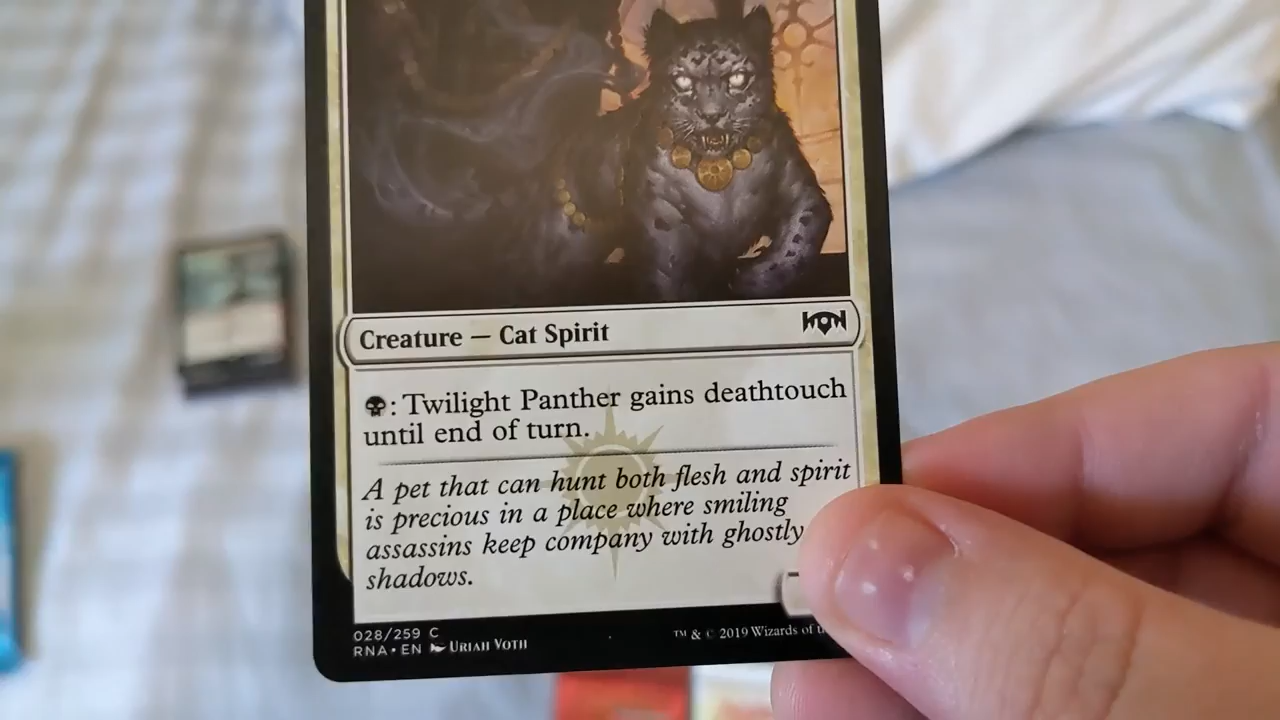 Creature — Cat Spirit
: Twilight Panther gains deathtouch
until end of turn.
A pet that can hunt both flesh and spirit
is precious in a place where smiling
assassins keep company with ghostly
shadows.
028/259 C
RNA • EN URIAH VOTH
™ & © 2019 Wizards of